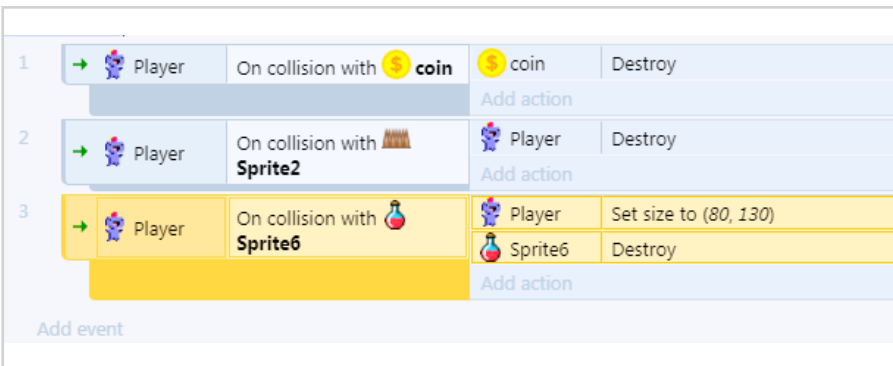 1 Player On collision with coin coin Destroy
Add action
2 Player On collision with Sprite2 Player Destroy
Add action
3 Player On collision with Sprite6 Player Set size to (80, 130)
Sprite6 Destroy
Add action
Add event